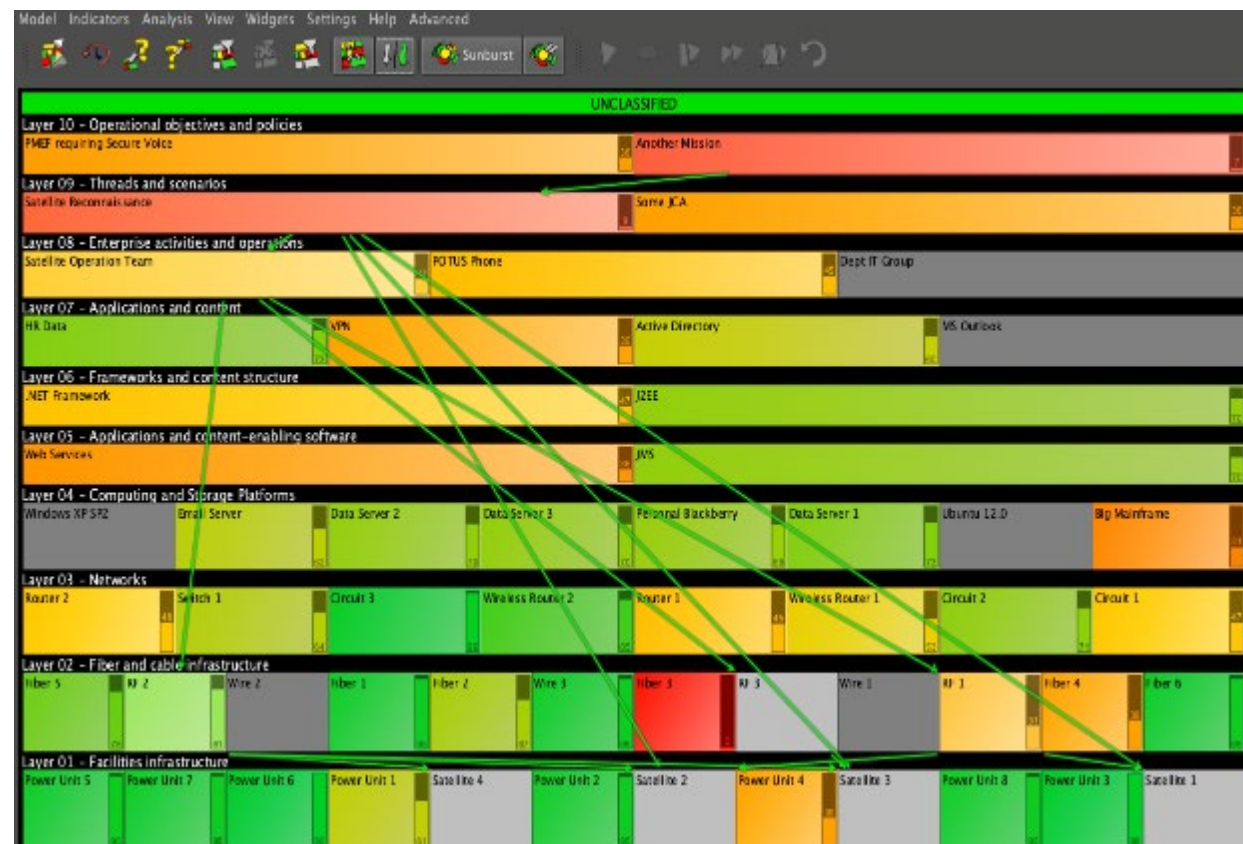 Model Indicators Analysis View Widgets Settings Help Advanced
Sunburst
UNCLASSIFIED
Layer 10 - Operational objectives and policies
PMEF requiring Secure Voice Another Mission
Layer 09 - Threads and scenarios
Satellite Reconnaissance Some JCA
Layer 08 - Enterprise activities and operations
Satellite Operation Team POTUS Phone Dept IT Group
Layer 07 - Applications and content
HR Data VPN Active Directory MS Outlook
Layer 06 - Frameworks and content structure
.NET Framework J2EE
Layer 05 - Applications and content-enabling software
Web Services JMS
Layer 04 - Computing and Storage Platforms
Windows XP SP2 Email Server Data Server 2 Data Server 3 Personal Blackberry Data Server 1 Ubuntu 12.0 Big Mainframe
Layer 03 - Networks
Router 2 Switch 1 Circuit 3 Wireless Router 2 Router 1 Wireless Router 1 Circuit 2 Circuit 1
Layer 02 - Fiber and cable infrastructure
Fiber 5 RF 2 Wire 2 Fiber 1 Fiber 2 Wire 3 Fiber 3 RF 3 Wire 1 RF 1 Fiber 4 Fiber 6
Layer 01 - Facilities infrastructure
Power Unit 5 Power Unit 7 Power Unit 6 Power Unit 1 Satellite 4 Power Unit 2 Satellite 2 Power Unit 4 Satellite 3 Power Unit 8 Power Unit 3 Satellite 1